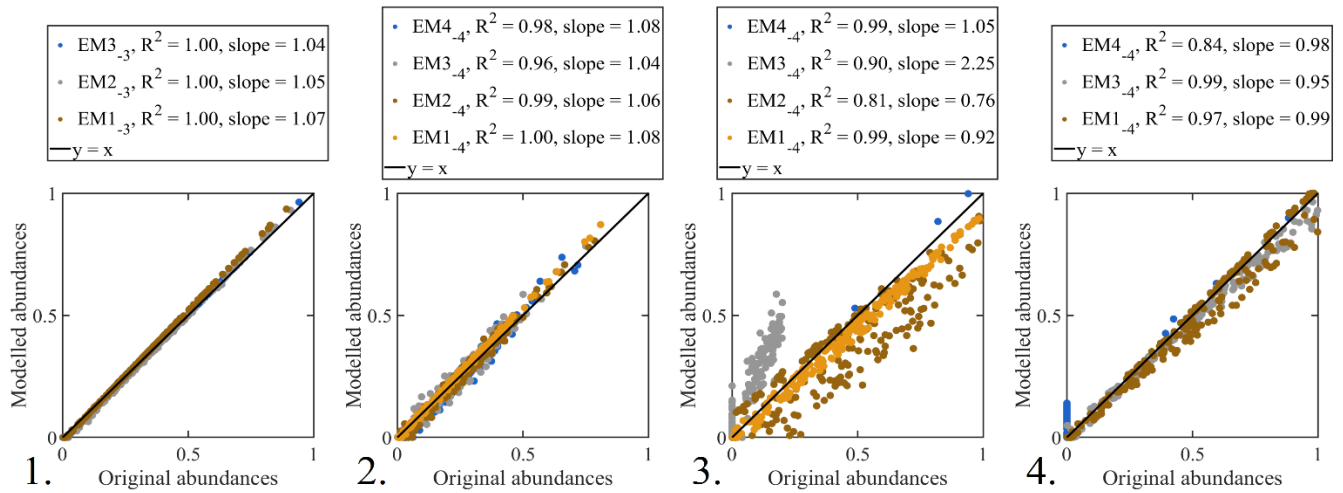 EM3_-3, R^2 = 1.00, slope = 1.04
EM2_-3, R^2 = 1.00, slope = 1.05
EM1_-3, R^2 = 1.00, slope = 1.07
y = x
1
0.5
0
0
0.5
1
Modelled abundances
Original abundances
1.
EM4_-4, R^2 = 0.98, slope = 1.08
EM3_-4, R^2 = 0.96, slope = 1.04
EM2_-4, R^2 = 0.99, slope = 1.06
EM1_-4, R^2 = 1.00, slope = 1.08
y = x
1
0.5
0
0
0.5
1
Modelled abundances
Original abundances
2.
EM4_-4, R^2 = 0.99, slope = 1.05
EM3_-4, R^2 = 0.90, slope = 2.25
EM2_-4, R^2 = 0.81, slope = 0.76
EM1_-4, R^2 = 0.99, slope = 0.92
y = x
1
0.5
0
0
0.5
1
Modelled abundances
Original abundances
3.
EM4_-4, R^2 = 0.84, slope = 0.98
EM3_-4, R^2 = 0.99, slope = 0.95
EM1_-4, R^2 = 0.97, slope = 0.99
y = x
1
0.5
0
0
0.5
1
Modelled abundances
Original abundances
4.